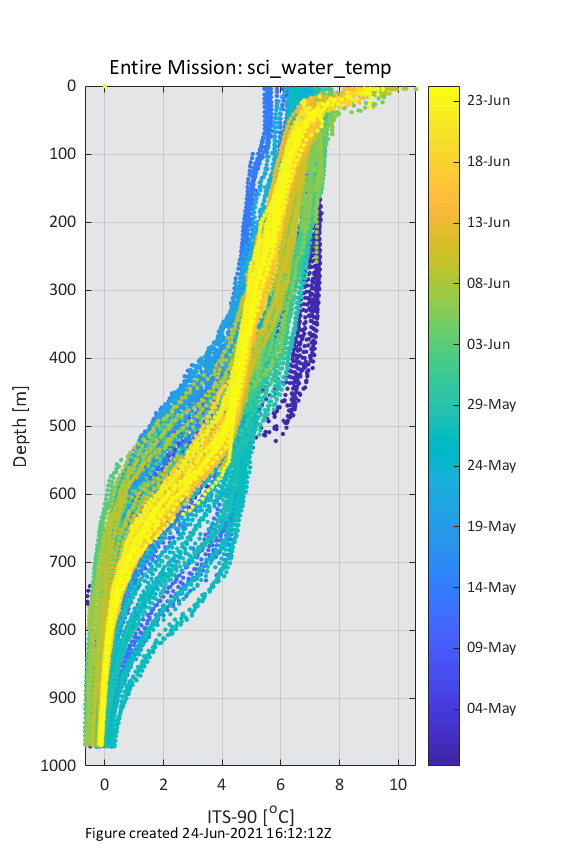 Entire Mission: sci_water_temp
0
100
200
300
400
500
600
700
800
900
1000
Depth [m]
0 2 4 6 8 10
ITS-90 [°C]
23-Jun
18-Jun
13-Jun
08-Jun
03-Jun
29-May
24-May
19-May
14-May
09-May
04-May
Figure created 24-Jun-2021 16:12:12Z